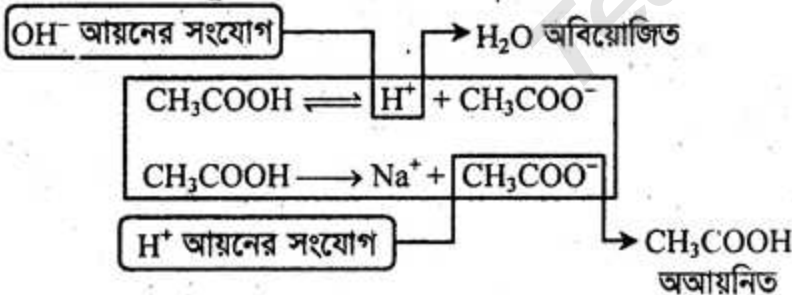 OH⁻ আয়নের সংযোগ → H₂O অবিয়োজিত
CH₃COOH ⇌ H⁺ + CH₃COO⁻
CH₃COOH ⟶ Na⁺ + CH₃COO⁻
H⁺ আয়নের সংযোগ → CH₃COOH
অআয়নিত